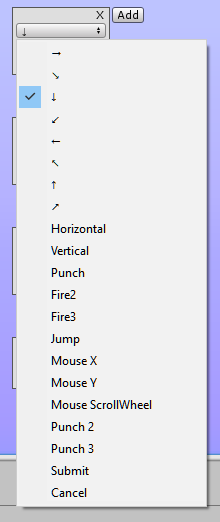 X Add
↓
→
↘
↓
↙
←
↖
↑
↗
Horizontal
Vertical
Punch
Fire2
Fire3
Jump
Mouse X
Mouse Y
Mouse ScrollWheel
Punch 2
Punch 3
Submit
Cancel